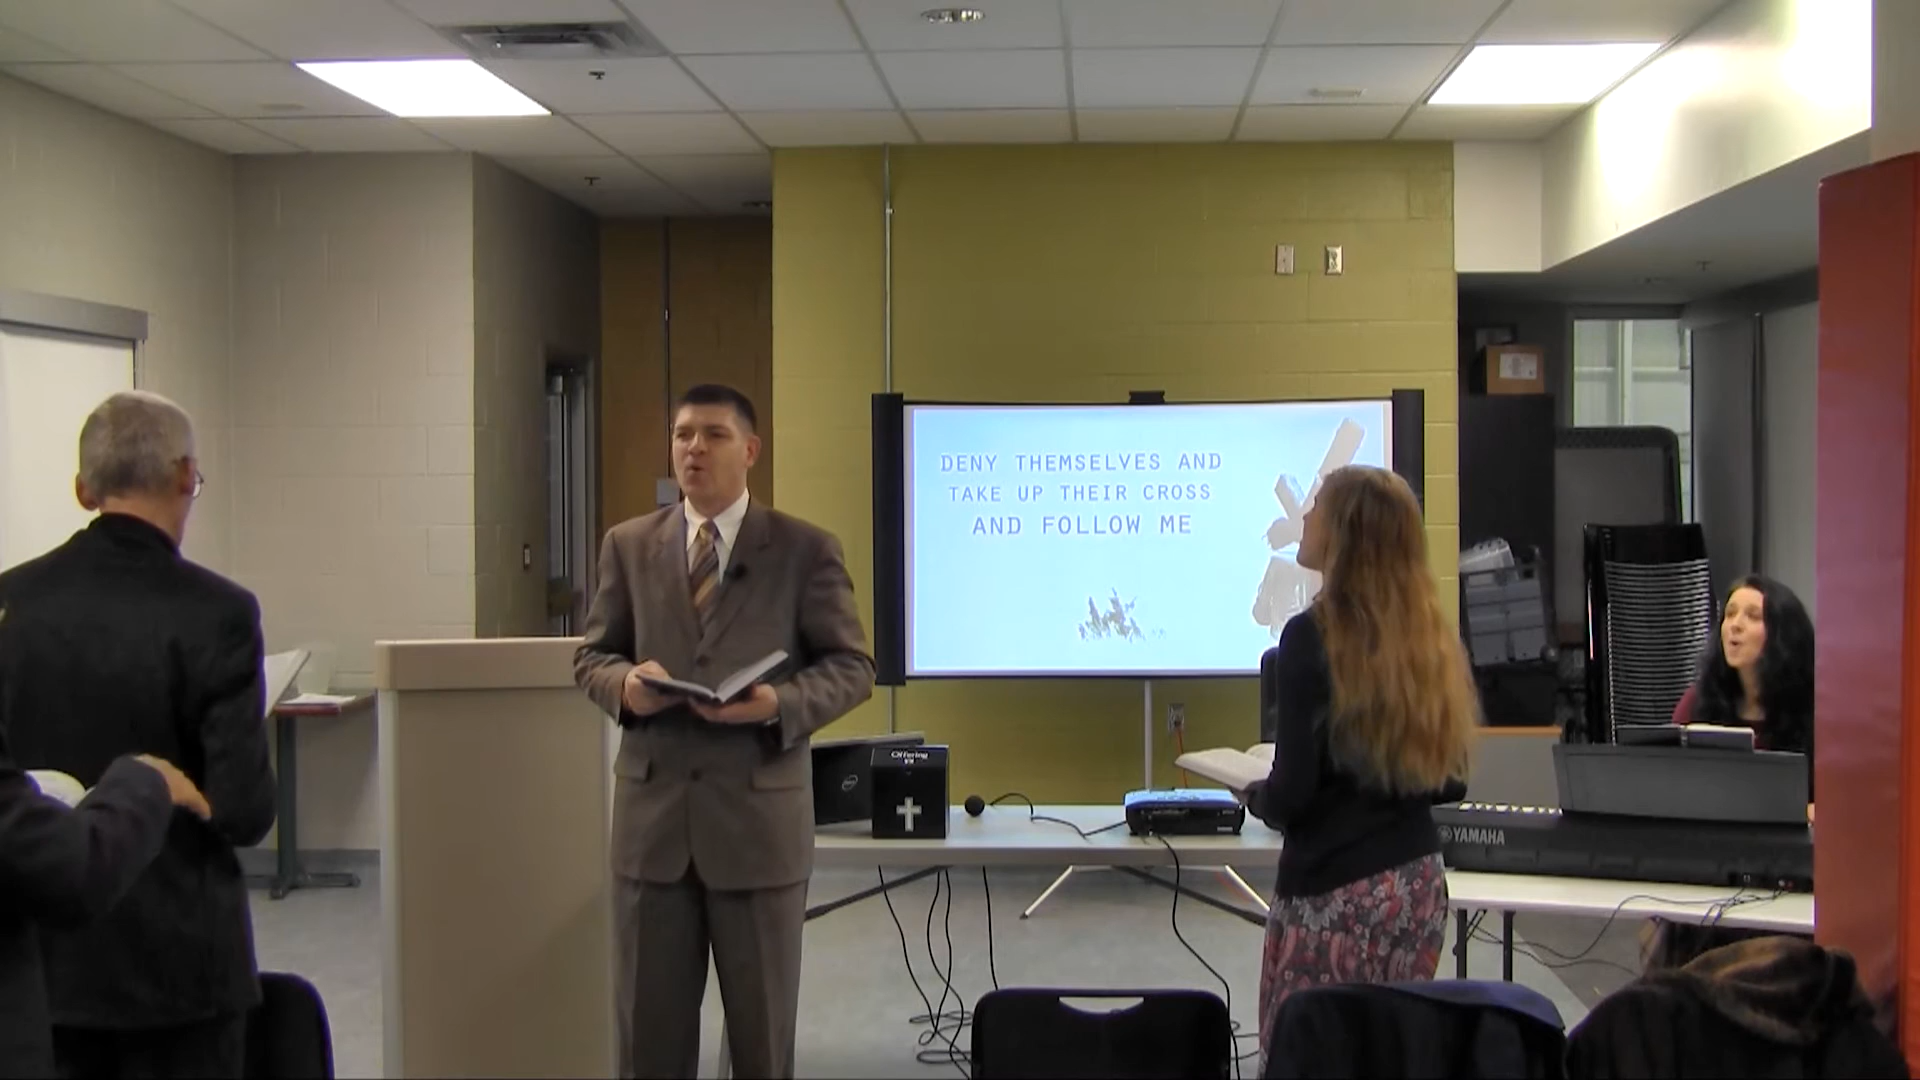 DENY THEMSELVES AND
TAKE UP THEIR CROSS
AND FOLLOW ME
Offering
YAMAHA